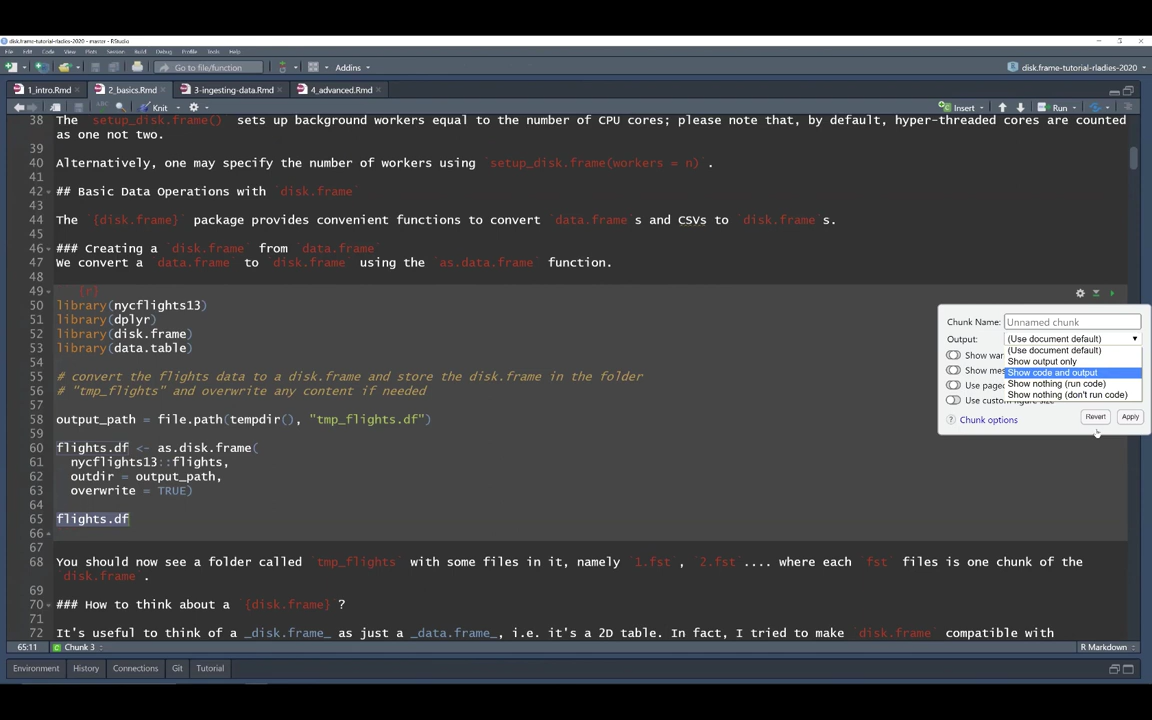 disk.frame-tutorial-rladies-2020 - master - RStudio
File Edit Code View Plots Session Build Debug Profile Tools Help
Go to file/function Addins disk.frame-tutorial-rladies-2020
1_intro.Rmd 2_basics.Rmd 3-ingesting-data.Rmd 4_advanced.Rmd
ABC Knit Insert Run
38 The `setup_disk.frame()` sets up background workers equal to the number of CPU cores; please note that, by default, hyper-threaded cores are counted
as one not two.
39
40 Alternatively, one may specify the number of workers using `setup_disk.frame(workers = n)`.
41
42 ## Basic Data Operations with `disk.frame`
43
44 The `{disk.frame}` package provides convenient functions to convert `data.frame`s and CSVs to `disk.frame`s.
45
46 ### Creating a `disk.frame` from `data.frame`
47 We convert a `data.frame` to `disk.frame` using the `as.data.frame` function.
48
49 {r}
50 library(nycflights13)
51 library(dplyr)
52 library(disk.frame)
53 library(data.table)
54
55 # convert the flights data to a disk.frame and store the disk.frame in the folder
56 # "tmp_flights" and overwrite any content if needed
57
58 output_path = file.path(tempdir(), "tmp_flights.df")
59
60 flights.df <- as.disk.frame(
61 nycflights13::flights,
62 outdir = output_path,
63 overwrite = TRUE)
64
65 flights.df
66
67
68 You should now see a folder called `tmp_flights` with some files in it, namely `1.fst`, `2.fst`.... where each `fst` files is one chunk of the
`disk.frame`.
69
70 ### How to think about a `{disk.frame}`?
71
72 It's useful to think of a _disk.frame_ as just a _data.frame_, i.e. it's a 2D table. In fact, I tried to make `disk.frame` compatible with
Chunk Name: Unnamed chunk
Output: (Use document default)
(Use document default)
Show output only
Show code and output
Show nothing (run code)
Show nothing (don't run code)
Show war
Show mes
Use paged
Use custom figure size
Chunk options Revert Apply
65:11 Chunk 3 R Markdown
Environment History Connections Git Tutorial